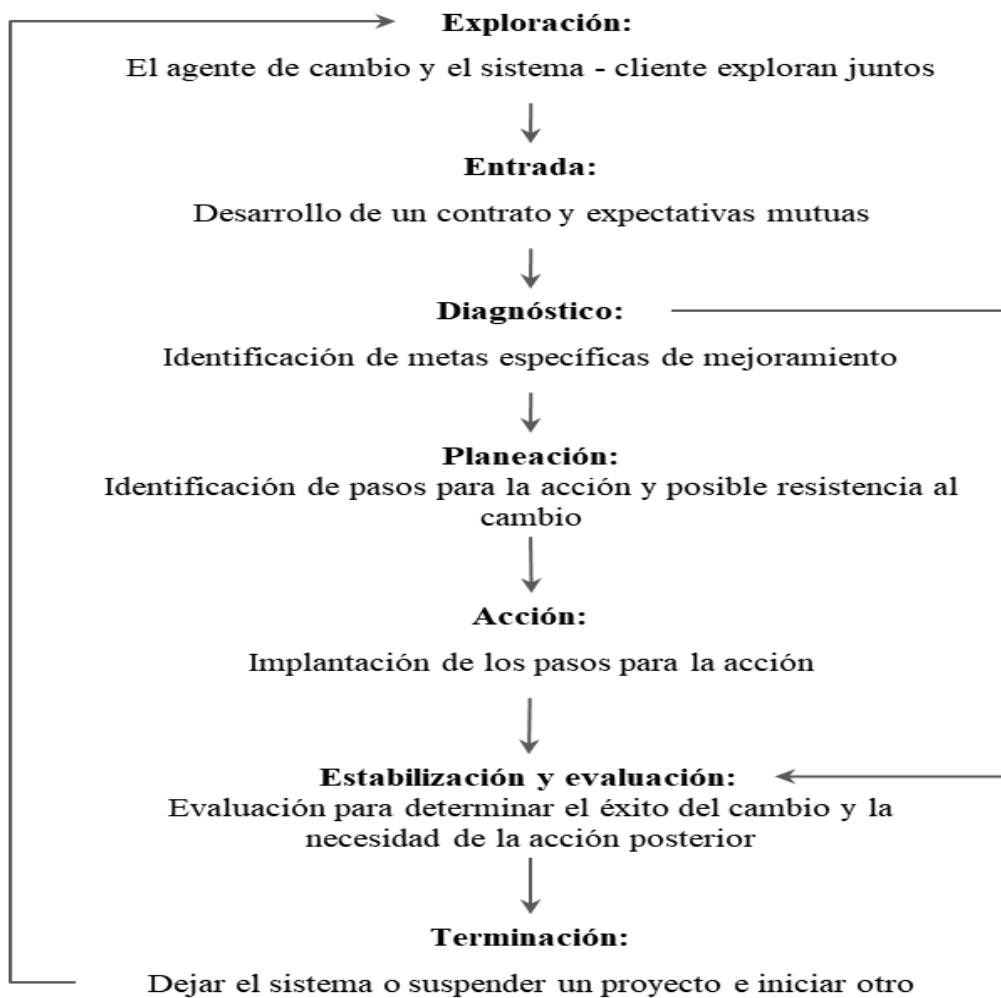 Exploración:
El agente de cambio y el sistema - cliente exploran juntos
Entrada:
Desarrollo de un contrato y expectativas mutuas
Diagnóstico:
Identificación de metas específicas de mejoramiento
Planeación:
Identificación de pasos para la acción y posible resistencia al
cambio
Acción:
Implantación de los pasos para la acción
Estabilización y evaluación:
Evaluación para determinar el éxito del cambio y la
necesidad de la acción posterior
Terminación:
Dejar el sistema o suspender un proyecto e iniciar otro